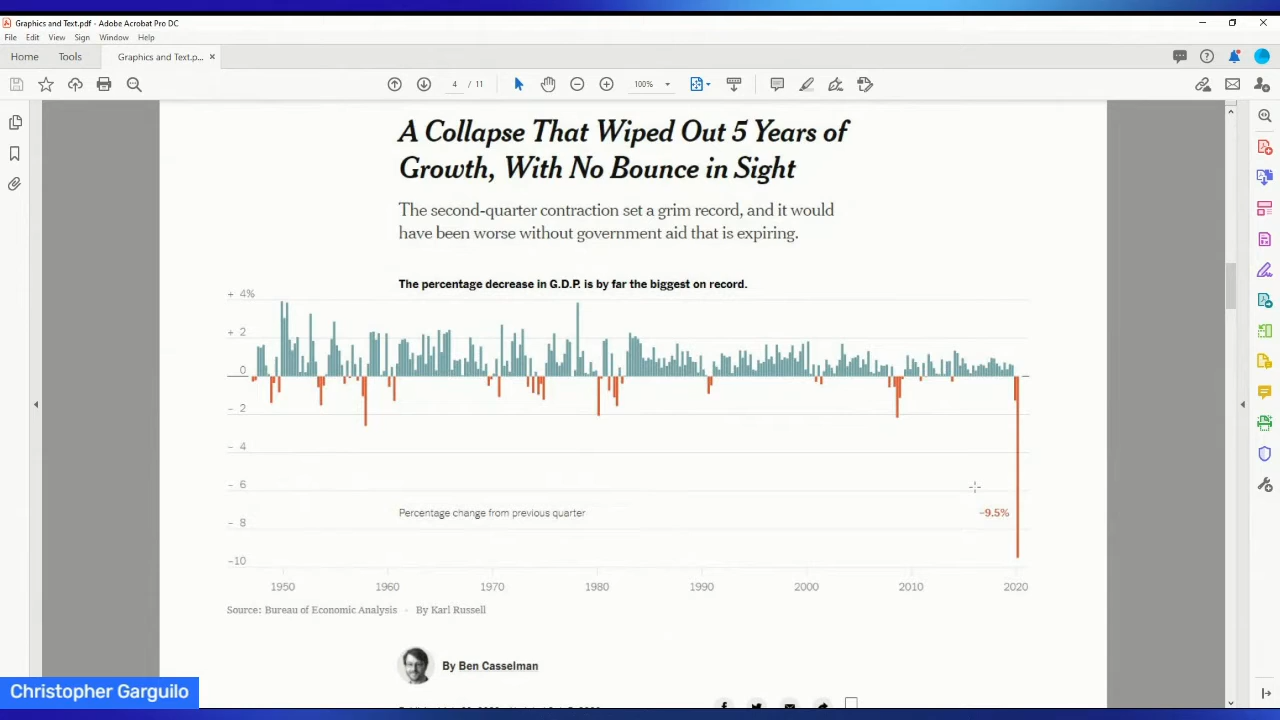 Graphics and Text.pdf - Adobe Acrobat Pro DC
File Edit View Sign Window Help
Home Tools Graphics and Text.p... ×
4 / 11 100%
A Collapse That Wiped Out 5 Years of
Growth, With No Bounce in Sight
The second-quarter contraction set a grim record, and it would
have been worse without government aid that is expiring.
The percentage decrease in G.D.P. is by far the biggest on record.
+ 4%
+ 2
0
– 2
– 4
– 6
Percentage change from previous quarter –9.5%
– 8
–10
1950 1960 1970 1980 1990 2000 2010 2020
Source: Bureau of Economic Analysis · By Karl Russell
By Ben Casselman
Christopher Garguilo